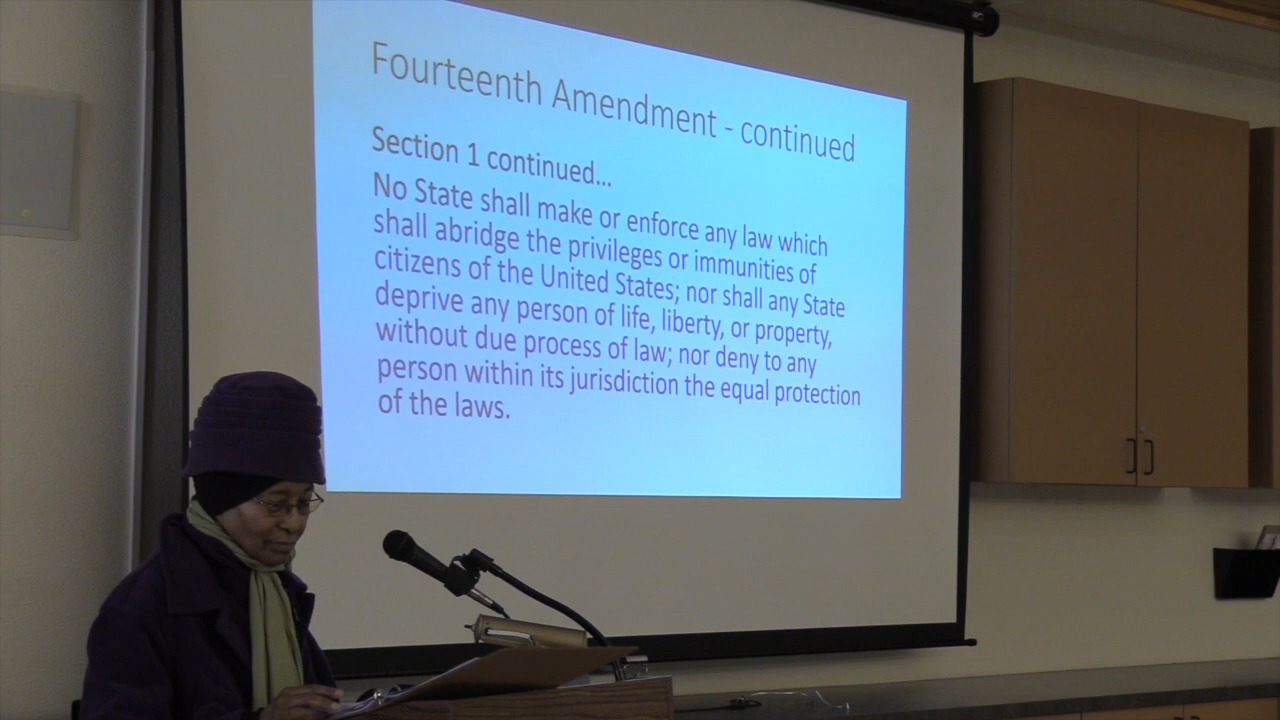 Fourteenth Amendment - continued
Section 1 continued...
No State shall make or enforce any law which
shall abridge the privileges or immunities of
citizens of the United States; nor shall any State
deprive any person of life, liberty, or property,
without due process of law; nor deny to any
person within its jurisdiction the equal protection
of the laws.